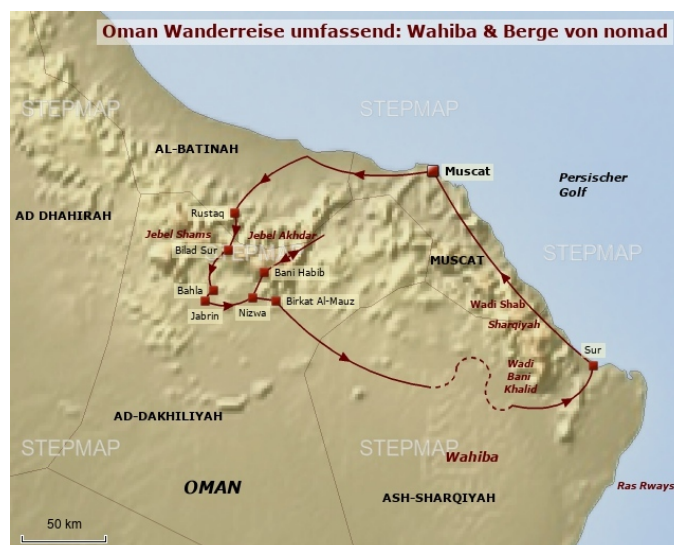 Oman Wanderreise umfassend: Wahiba & Berge von nomad
STEPMAP
STEPMAP
AL-BATINAH
Muscat
Persischer
Golf
AD DHAHIRAH
Rustaq
Jebel Shams
Jebel Akhdar
Bilad Sur
STEPMAP
STEPMAP
MUSCAT
Bani Habib
Bahla
Birkat Al-Mauz
Jabrin
Nizwa
Wadi Shab
Sharqiyah
Sur
Wadi
Bani
Khalid
AD-DAKHILIYAH
STEPMAP
STEPMAP
Wahiba
OMAN
ASH-SHARQIYAH
Ras Rways
50 km